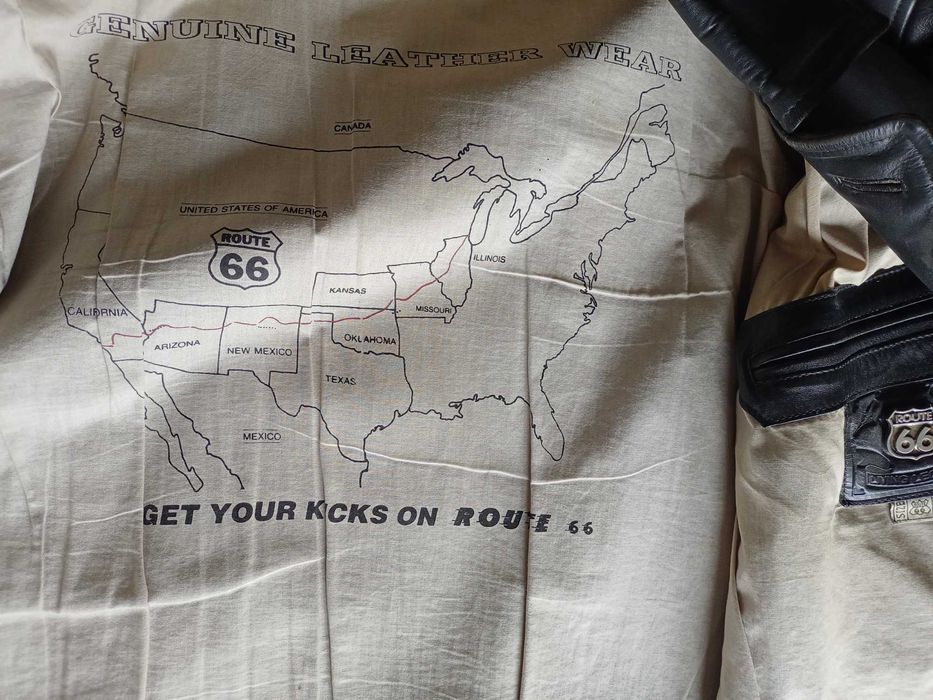 GENUINE LEATHER WEAR
CANADA
UNITED STATES OF AMERICA
ROUTE
66
ILLINOIS
KANSAS
CALIFORNIA
MISSOURI
ARIZONA
NEW MEXICO
OKLAHOMA
TEXAS
MEXICO
GET YOUR KCKS ON ROUTE 66
ROUTE
66
SIZE